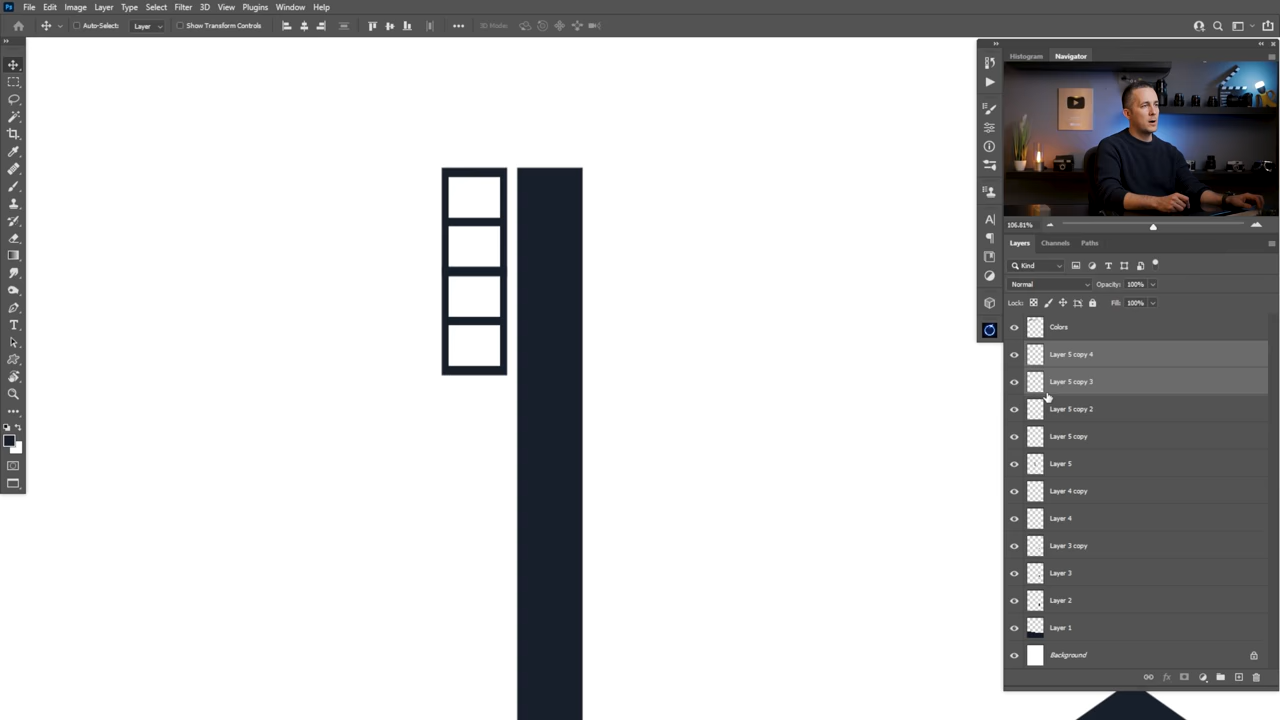 Ps File Edit Image Layer Type Select Filter 3D View Plugins Window Help
Auto-Select: Layer Show Transform Controls 3D Mode:
Histogram Navigator
106.81%
Layers Channels Paths
Kind
Normal Opacity: 100%
Lock: Fill: 100%
Colors
Layer 5 copy 4
Layer 5 copy 3
Layer 5 copy 2
Layer 5 copy
Layer 5
Layer 4 copy
Layer 4
Layer 3 copy
Layer 3
Layer 2
Layer 1
Background